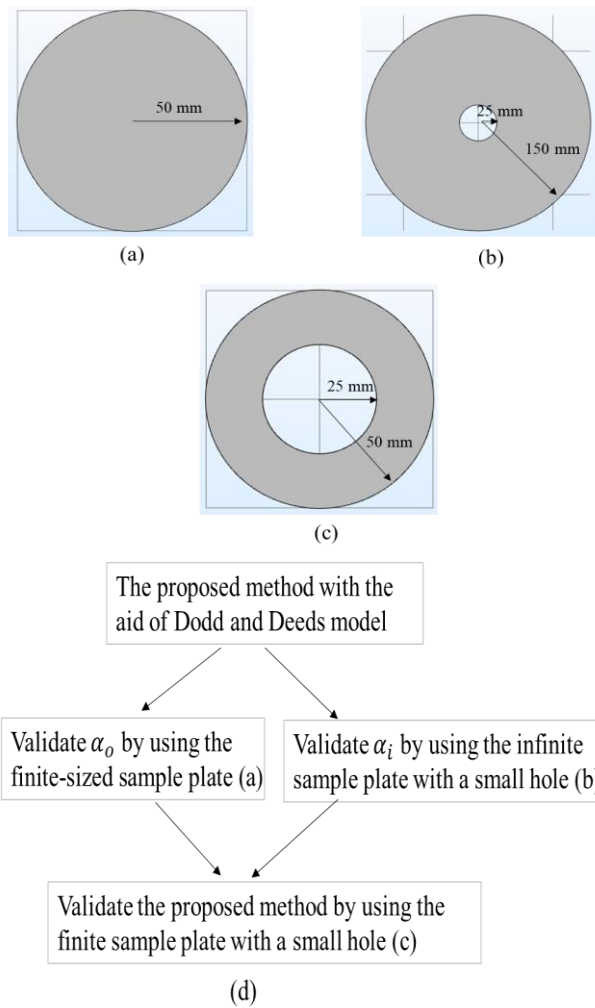 50 mm
(a)
25 mm
150 mm
(b)
25 mm
50 mm
(c)
The proposed method with the
aid of Dodd and Deeds model
Validate αₒ by using the
finite-sized sample plate (a)
Validate αᵢ by using the infinite
sample plate with a small hole (b)
Validate the proposed method by using the
finite sample plate with a small hole (c)
(d)